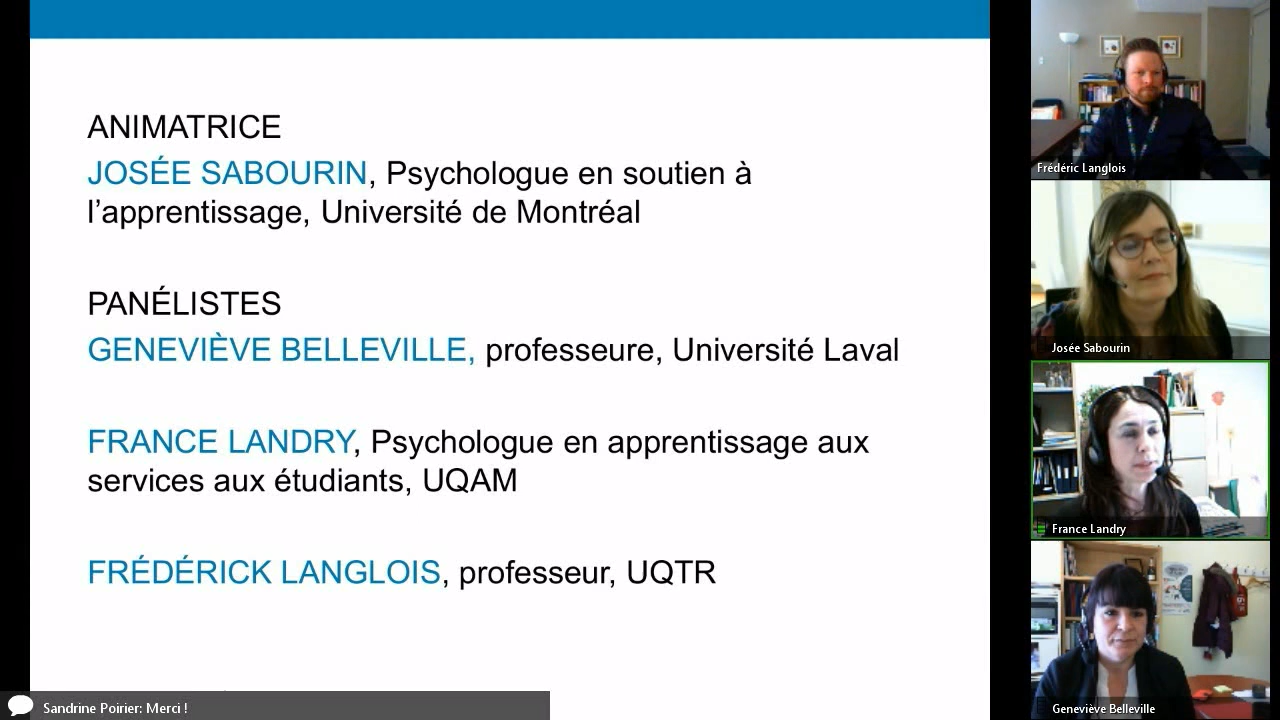 ANIMATRICE
JOSÉE SABOURIN, Psychologue en soutien à
l’apprentissage, Université de Montréal
PANÉLISTES
GENEVIÈVE BELLEVILLE, professeure, Université Laval
FRANCE LANDRY, Psychologue en apprentissage aux
services aux étudiants, UQAM
FRÉDÉRICK LANGLOIS, professeur, UQTR
Sandrine Poirier: Merci !
Frédéric Langlois
Josée Sabourin
France Landry
Geneviève Belleville